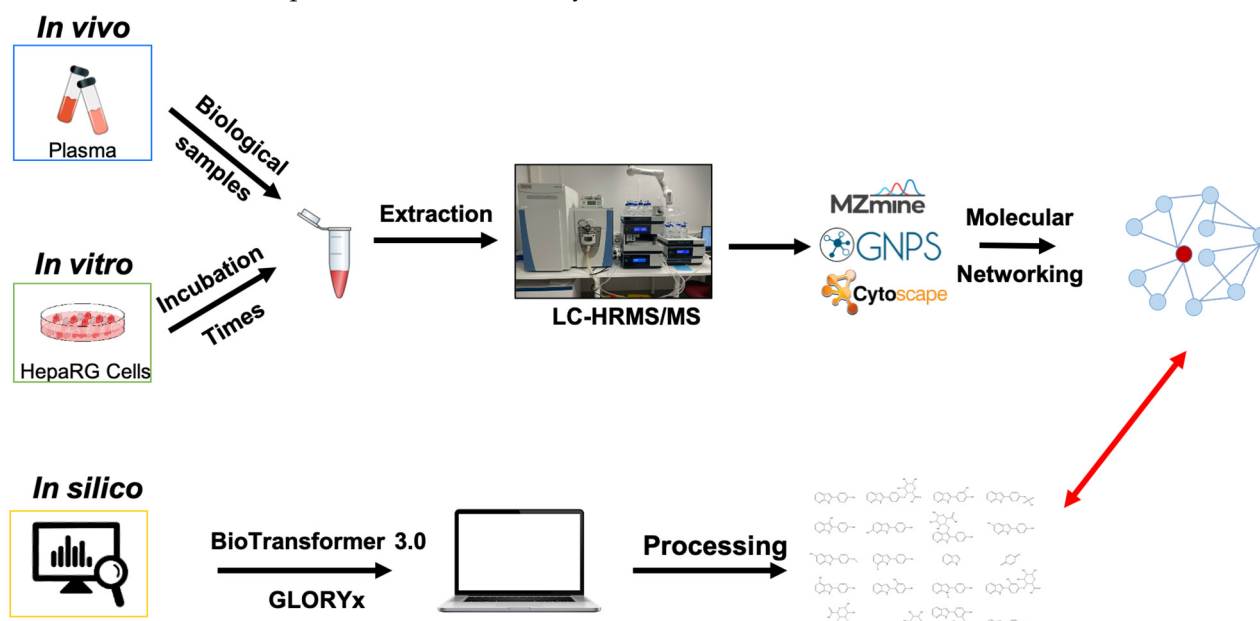 In vivo
Plasma
Biological
samples
In vitro
HepaRG Cells
Incubation
Times
Extraction
LC-HRMS/MS
MZmine
GNPS
Cytoscape
Molecular
Networking
In silico
BioTransformer 3.0
GLORYx
Processing